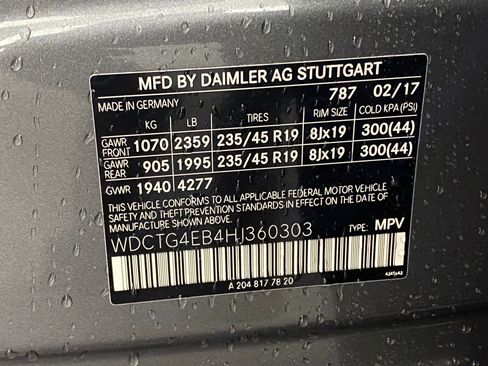 MFD BY DAIMLER AG STUTTGART
MADE IN GERMANY 787 02/17
KG LB TIRES RIM SIZE COLD KPA (PSI)
GAWR FRONT 1070 2359 235/45 R19 8Jx19 300(44)
GAWR REAR 905 1995 235/45 R19 8Jx19 300(44)
GVWR 1940 4277
THIS VEHICLE CONFORMS TO ALL APPLICABLE FEDERAL MOTOR VEHICLE
SAFETY, BUMPER, AND THEFT PREVENTION STANDARDS IN EFFECT ON THE DATE
OF MANUFACTURE SHOWN ABOVE.
WDCTG4EB4HJ360303 TYPE: MPV
A 204 817 78 20